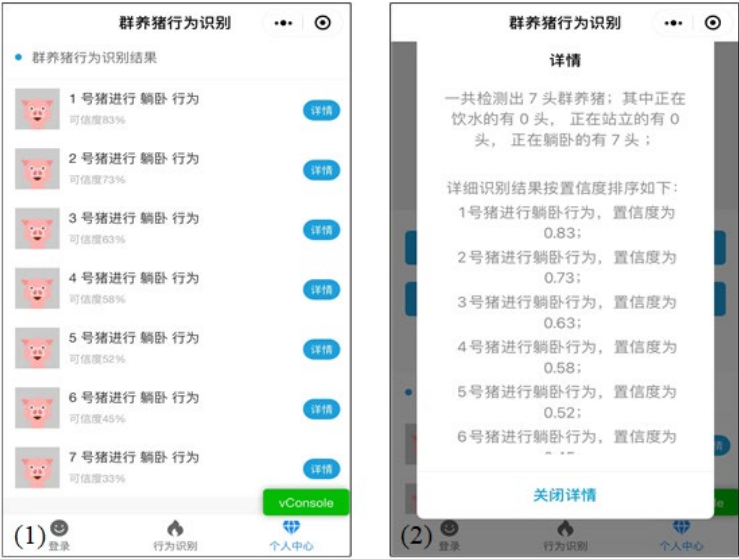 群养猪行为识别
群养猪行为识别结果
1 号猪进行 躺卧 行为
可信度83%
详情
2 号猪进行 躺卧 行为
可信度73%
详情
3 号猪进行 躺卧 行为
可信度63%
详情
4 号猪进行 躺卧 行为
可信度58%
详情
5 号猪进行 躺卧 行为
可信度52%
详情
6 号猪进行 躺卧 行为
可信度45%
详情
7 号猪进行 躺卧 行为
可信度33%
详情
vConsole
(1)
登录
行为识别
个人中心
群养猪行为识别
详情
一共检测出 7 头群养猪；其中正在
饮水的有 0 头， 正在站立的有 0
头， 正在躺卧的有 7 头 ；
详细识别结果按置信度排序如下：
1号猪进行躺卧行为，置信度为
0.83；
2号猪进行躺卧行为，置信度为
0.73；
3号猪进行躺卧行为，置信度为
0.63；
4号猪进行躺卧行为，置信度为
0.58；
5号猪进行躺卧行为，置信度为
0.52；
6号猪进行躺卧行为，置信度为
关闭详情
(2)
登录
行为识别
个人中心